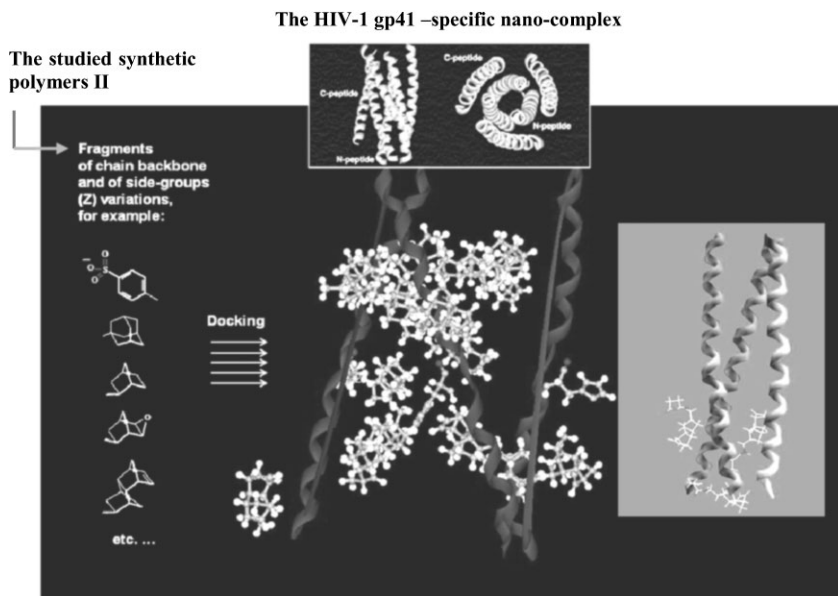 The HIV-1 gp41 –specific nano-complex
The studied synthetic
polymers II
C-peptide
N-peptide
C-peptide
N-peptide
Fragments
of chain backbone
and of side-groups
(Z) variations,
for example:
O
S
O
O
−
Docking
O
etc. ...